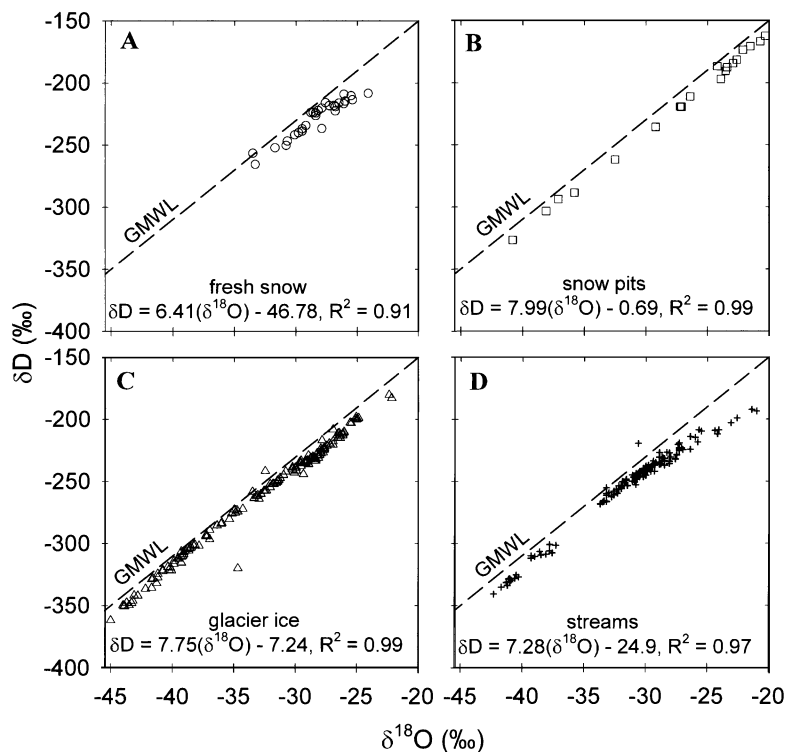 A
B
-150
-200
-250
-300
-350
-400
GMWL
fresh snow
δD = 6.41(δ¹⁸O) - 46.78, R² = 0.91
GMWL
snow pits
δD = 7.99(δ¹⁸O) - 0.69, R² = 0.99
δD (‰)
C
D
-150
-200
-250
-300
-350
-400
GMWL
glacier ice
δD = 7.75(δ¹⁸O) - 7.24, R² = 0.99
GMWL
streams
δD = 7.28(δ¹⁸O) - 24.9, R² = 0.97
-45 -40 -35 -30 -25 -20
-45 -40 -35 -30 -25 -20
δ¹⁸O (‰)